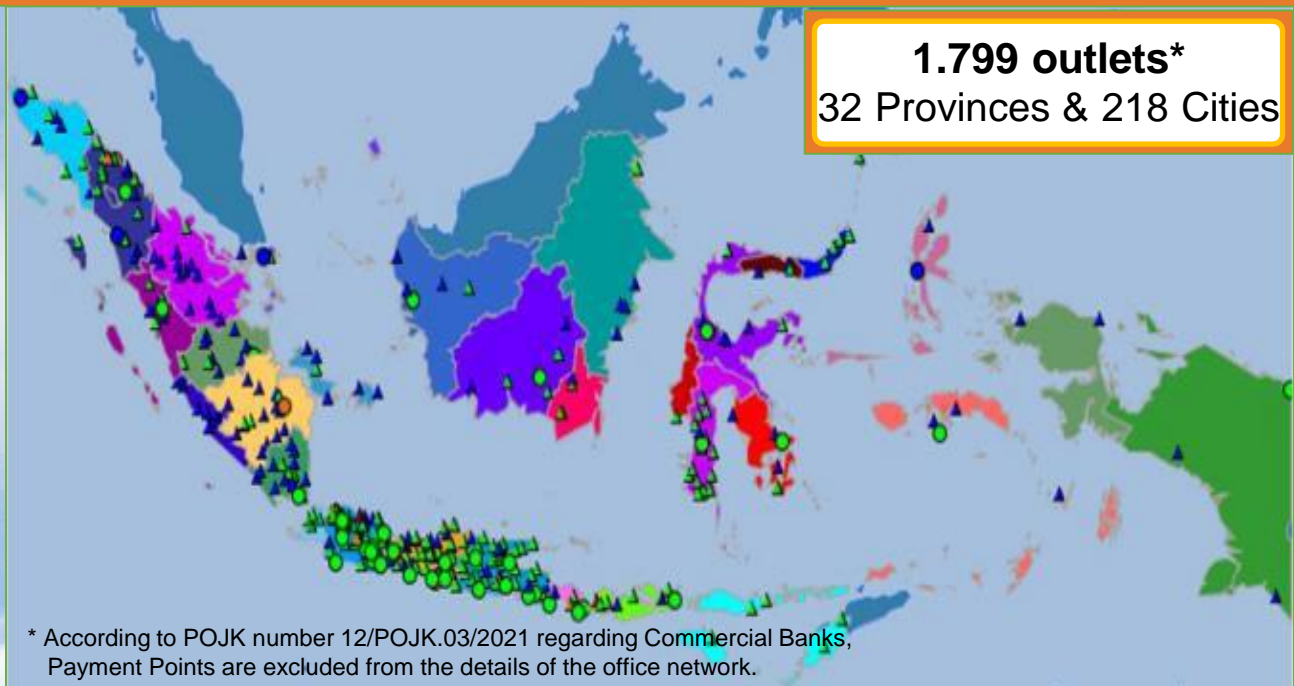 1.799 outlets*
32 Provinces & 218 Cities
* According to POJK number 12/POJK.03/2021 regarding Commercial Banks,
Payment Points are excluded from the details of the office network.